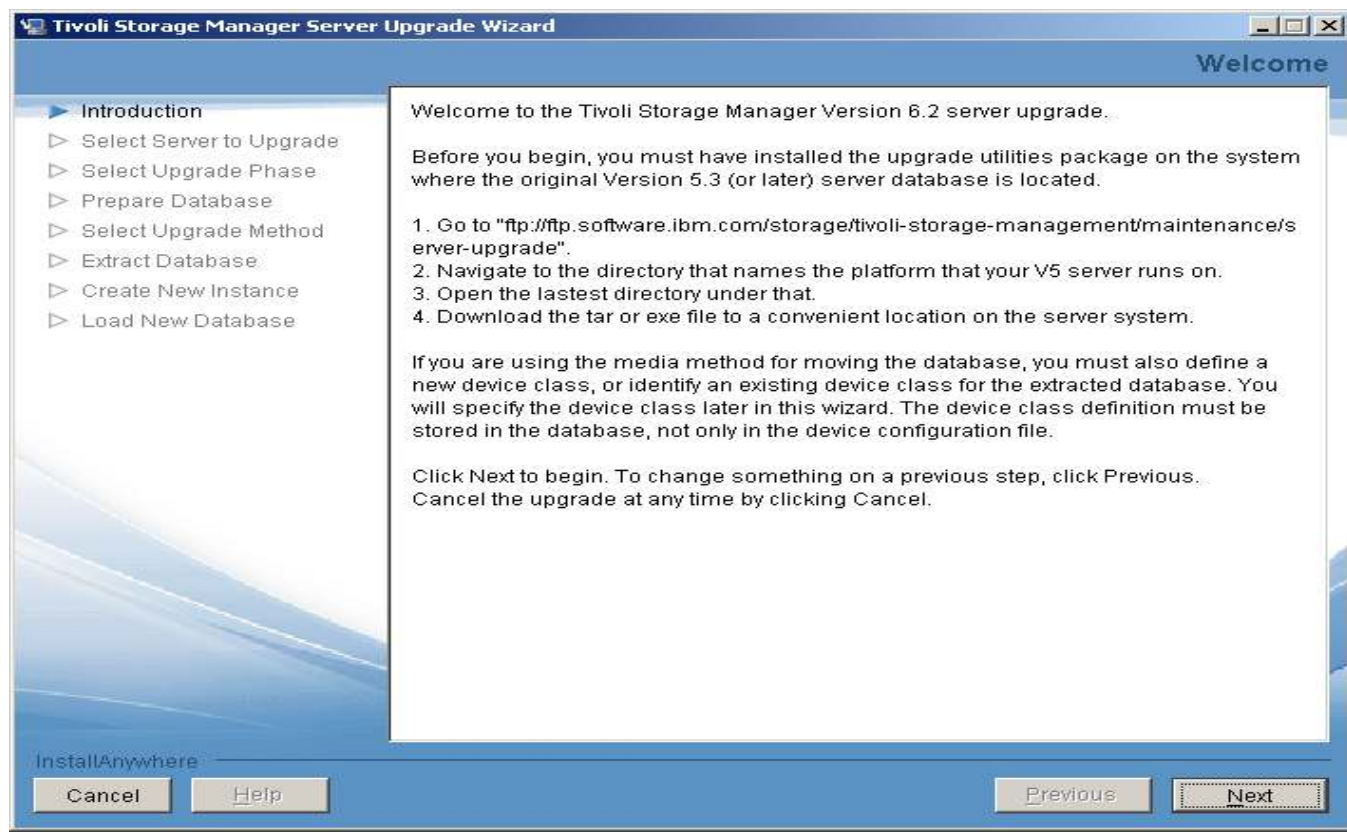 Tivoli Storage Manager Server Upgrade Wizard
Welcome
Introduction
Select Server to Upgrade
Select Upgrade Phase
Prepare Database
Select Upgrade Method
Extract Database
Create New Instance
Load New Database
Welcome to the Tivoli Storage Manager Version 6.2 server upgrade.
Before you begin, you must have installed the upgrade utilities package on the system
where the original Version 5.3 (or later) server database is located.
1. Go to "ftp://ftp.software.ibm.com/storage/tivoli-storage-management/maintenance/s
erver-upgrade".
2. Navigate to the directory that names the platform that your V5 server runs on.
3. Open the lastest directory under that.
4. Download the tar or exe file to a convenient location on the server system.
If you are using the media method for moving the database, you must also define a
new device class, or identify an existing device class for the extracted database. You
will specify the device class later in this wizard. The device class definition must be
stored in the database, not only in the device configuration file.
Click Next to begin. To change something on a previous step, click Previous.
Cancel the upgrade at any time by clicking Cancel.
InstallAnywhere
Cancel
Help
Previous
Next